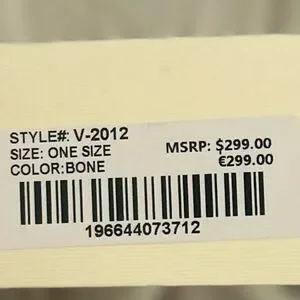 STYLE#: V-2012
SIZE: ONE SIZE
COLOR:BONE
MSRP: $299.00
€299.00
196644073712